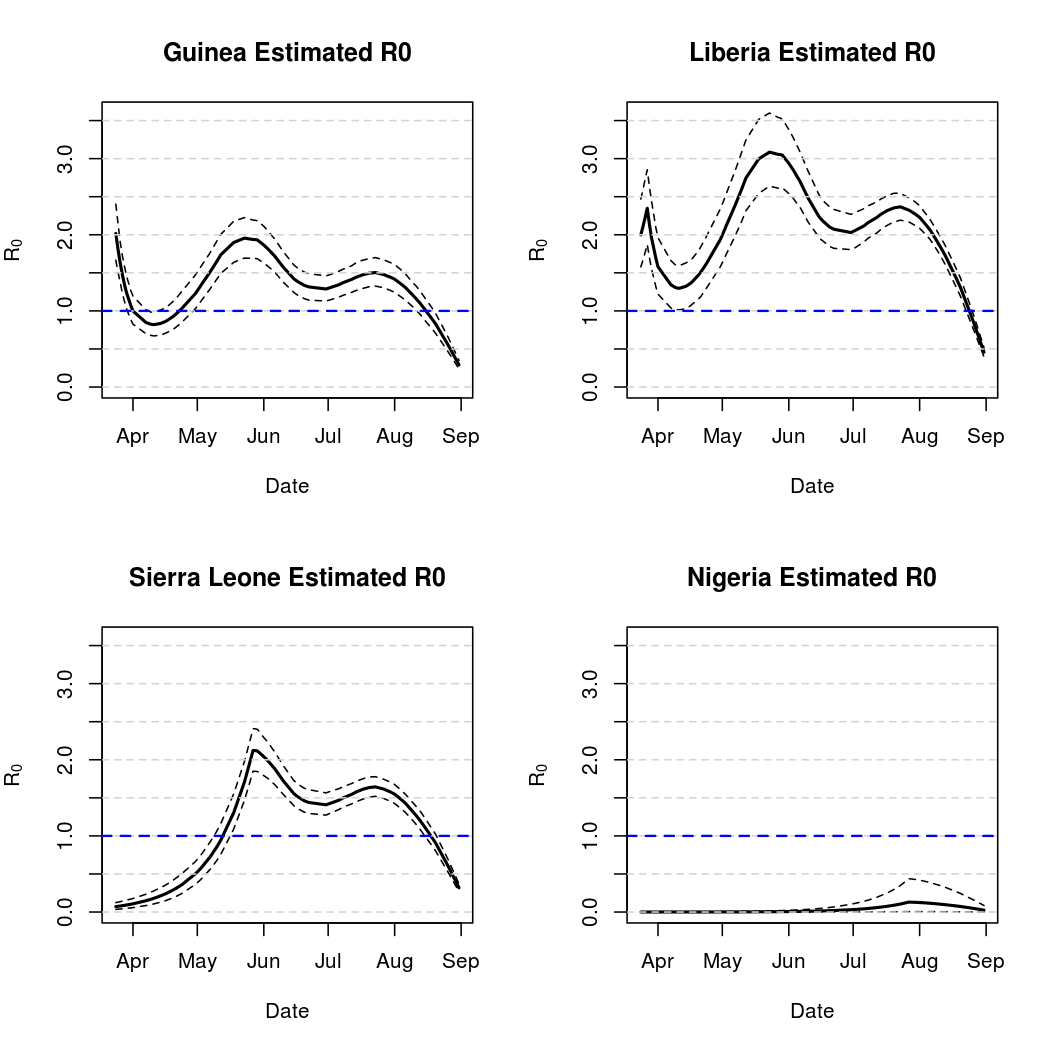 Guinea Estimated R0
R0
3.0
2.0
1.0
0.0
Apr May Jun Jul Aug Sep
Date
Liberia Estimated R0
R0
3.0
2.0
1.0
0.0
Apr May Jun Jul Aug Sep
Date
Sierra Leone Estimated R0
R0
3.0
2.0
1.0
0.0
Apr May Jun Jul Aug Sep
Date
Nigeria Estimated R0
R0
3.0
2.0
1.0
0.0
Apr May Jun Jul Aug Sep
Date